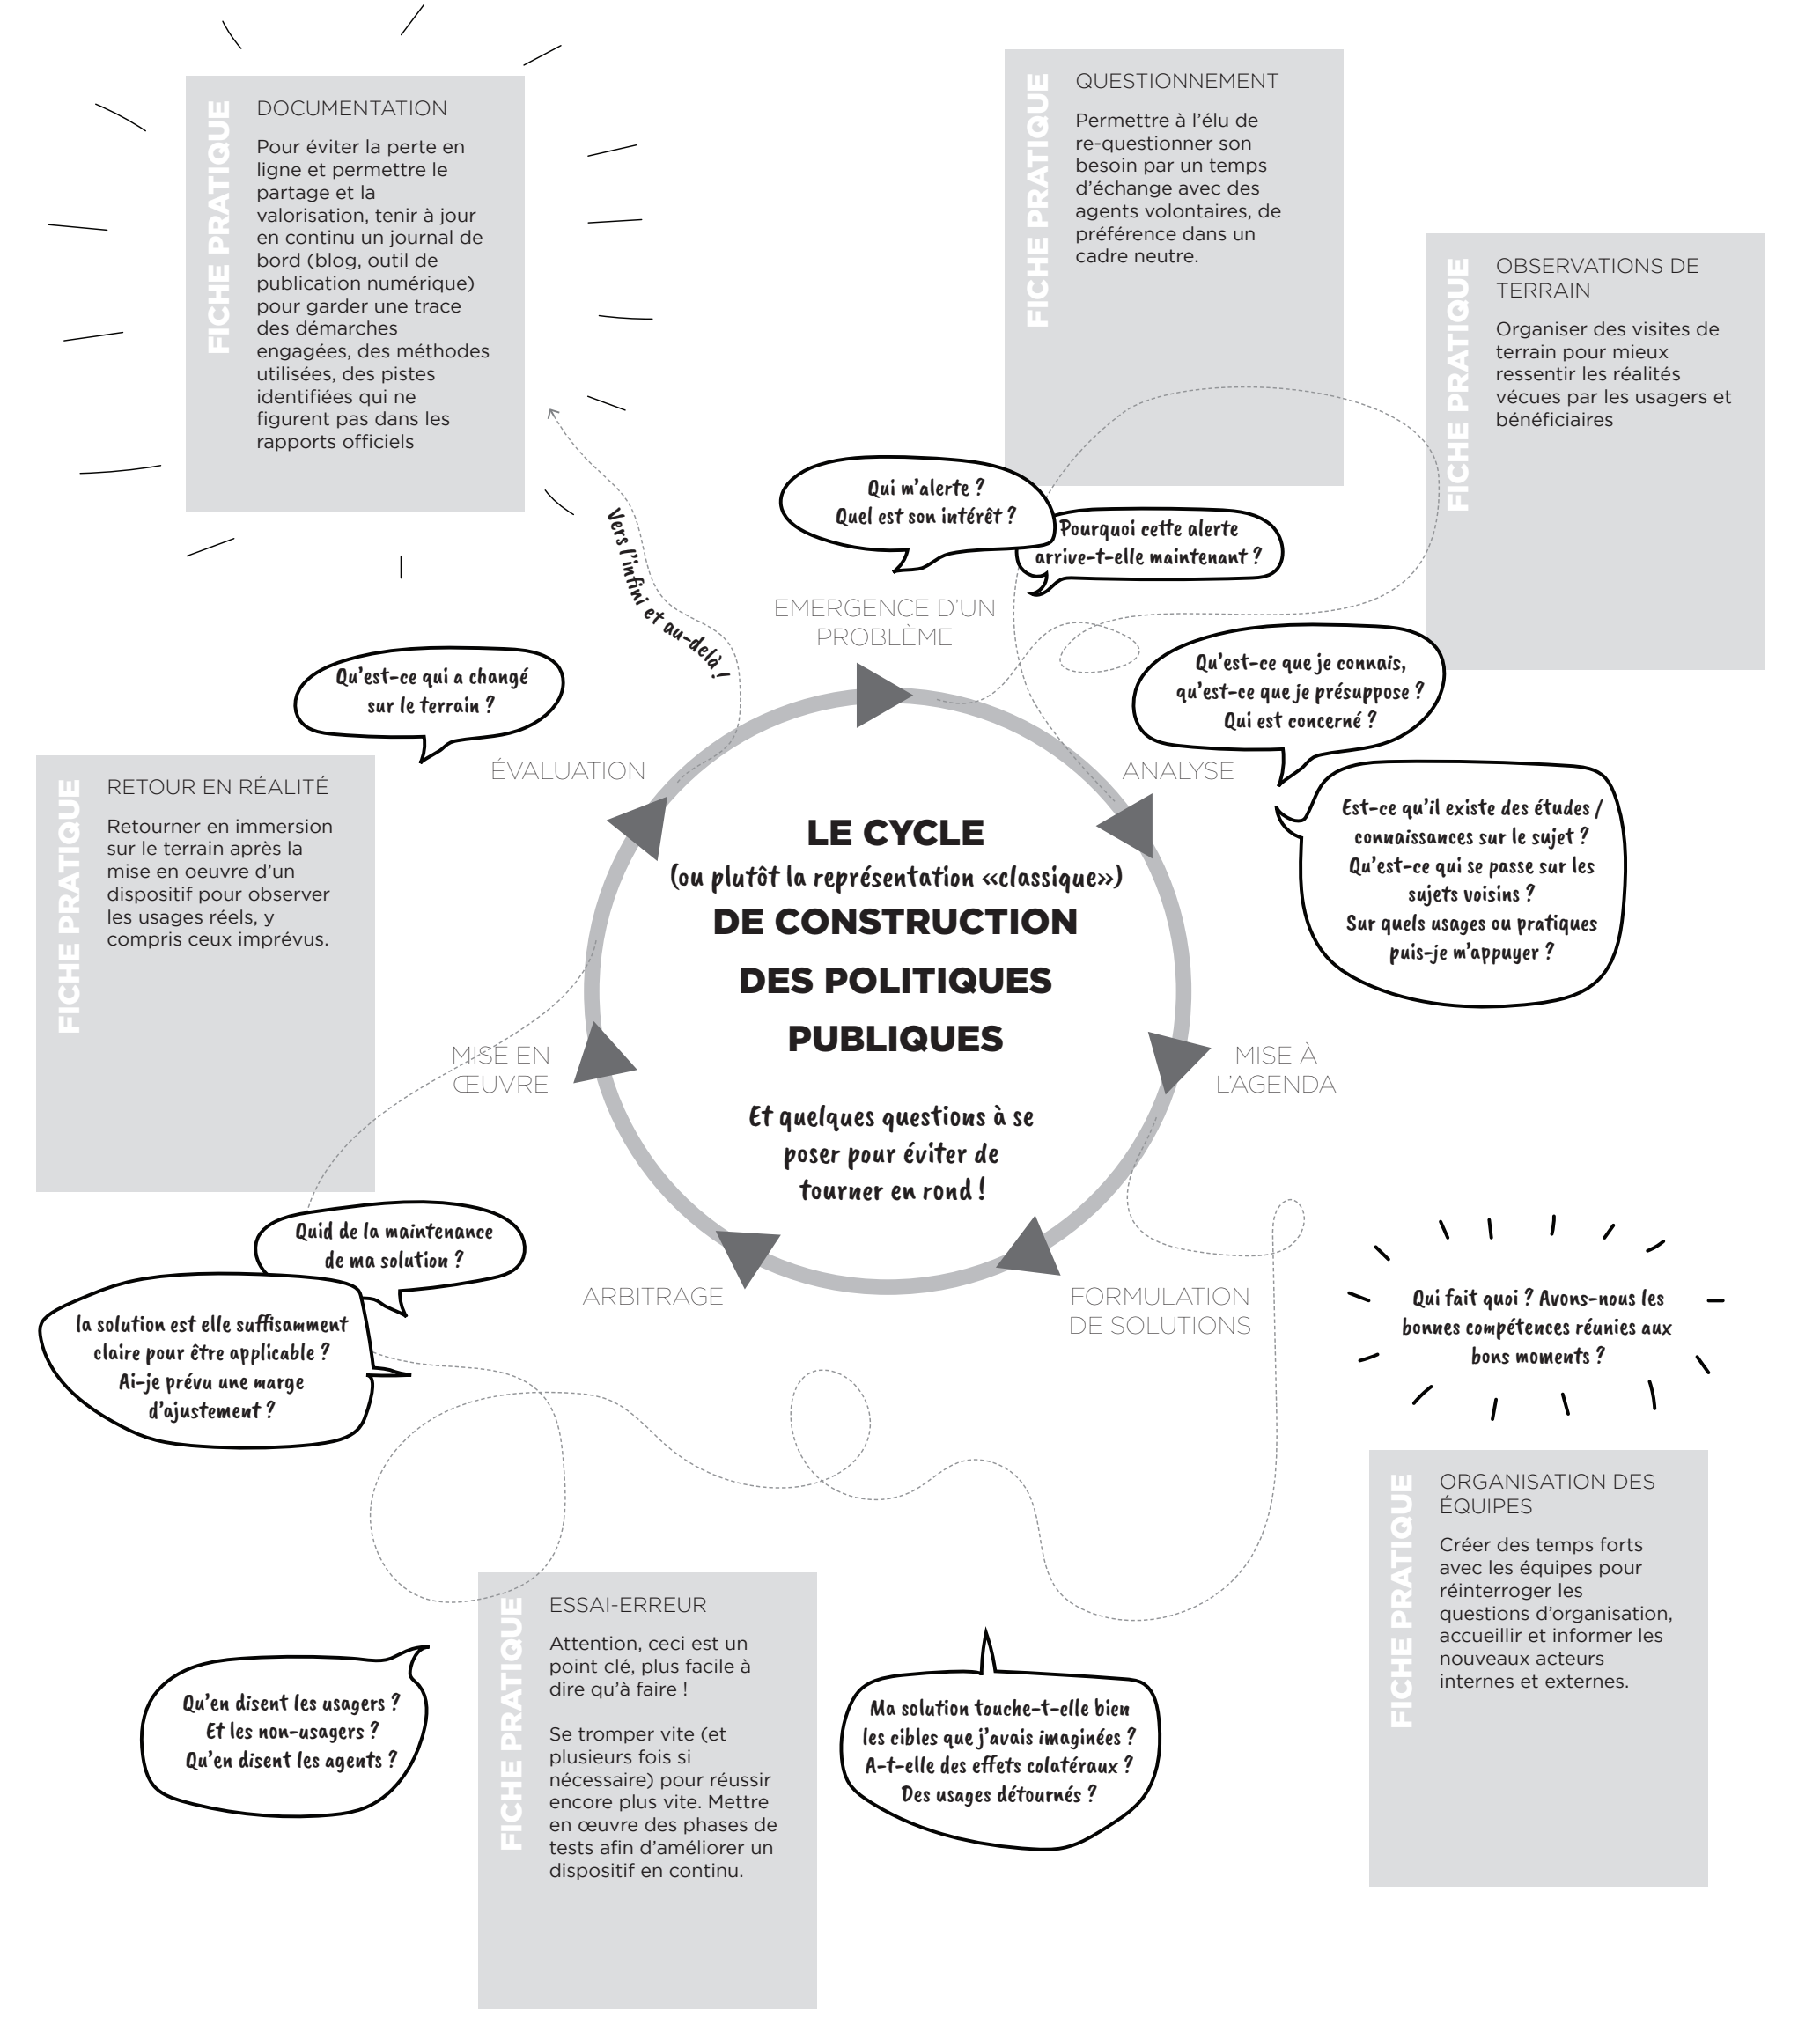 FICHE PRATIQUE
DOCUMENTATION
Pour éviter la perte en
ligne et permettre le
partage et la
valorisation, tenir à jour
en continu un journal de
bord (blog, outil de
publication numérique)
pour garder une trace
des démarches
engagées, des méthodes
utilisées, des pistes
identifiées qui ne
figurent pas dans les
rapports officiels
FICHE PRATIQUE
QUESTIONNEMENT
Permettre à l'élu de
re-questionner son
besoin par un temps
d'échange avec des
agents volontaires, de
préférence dans un
cadre neutre.
FICHE PRATIQUE
OBSERVATIONS DE
TERRAIN
Organiser des visites de
terrain pour mieux
ressentir les réalités
vécues par les usagers et
bénéficiaires
Qui m'alerte ?
Quel est son intérêt ?
Pourquoi cette alerte
arrive-t-elle maintenant ?
Vers l'infini et au-delà !
EMERGENCE D'UN
PROBLÈME
Qu'est-ce que je connais,
qu'est-ce que je présuppose ?
Qui est concerné ?
Qu'est-ce qui a changé
sur le terrain ?
ÉVALUATION
ANALYSE
Est-ce qu'il existe des études /
connaissances sur le sujet ?
Qu'est-ce qui se passe sur les
sujets voisins ?
Sur quels usages ou pratiques
puis-je m'appuyer ?
FICHE PRATIQUE
RETOUR EN RÉALITÉ
Retourner en immersion
sur le terrain après la
mise en oeuvre d'un
dispositif pour observer
les usages réels, y
compris ceux imprévus.
LE CYCLE
(ou plutôt la représentation «classique»)
DE CONSTRUCTION
DES POLITIQUES
PUBLIQUES
Et quelques questions à se
poser pour éviter de
tourner en rond !
MISE EN
ŒUVRE
MISE À
L'AGENDA
Quid de la maintenance
de ma solution ?
la solution est elle suffisamment
claire pour être applicable ?
Ai-je prévu une marge
d'ajustement ?
ARBITRAGE
FORMULATION
DE SOLUTIONS
Qui fait quoi ? Avons-nous les
bonnes compétences réunies aux
bons moments ?
FICHE PRATIQUE
ORGANISATION DES
ÉQUIPES
Créer des temps forts
avec les équipes pour
réinterroger les
questions d'organisation,
accueillir et informer les
nouveaux acteurs
internes et externes.
FICHE PRATIQUE
ESSAI-ERREUR
Attention, ceci est un
point clé, plus facile à
dire qu'à faire !
Se tromper vite (et
plusieurs fois si
nécessaire) pour réussir
encore plus vite. Mettre
en œuvre des phases de
tests afin d'améliorer un
dispositif en continu.
Qu'en disent les usagers ?
Et les non-usagers ?
Qu'en disent les agents ?
Ma solution touche-t-elle bien
les cibles que j'avais imaginées ?
A-t-elle des effets colatéraux ?
Des usages détournés ?